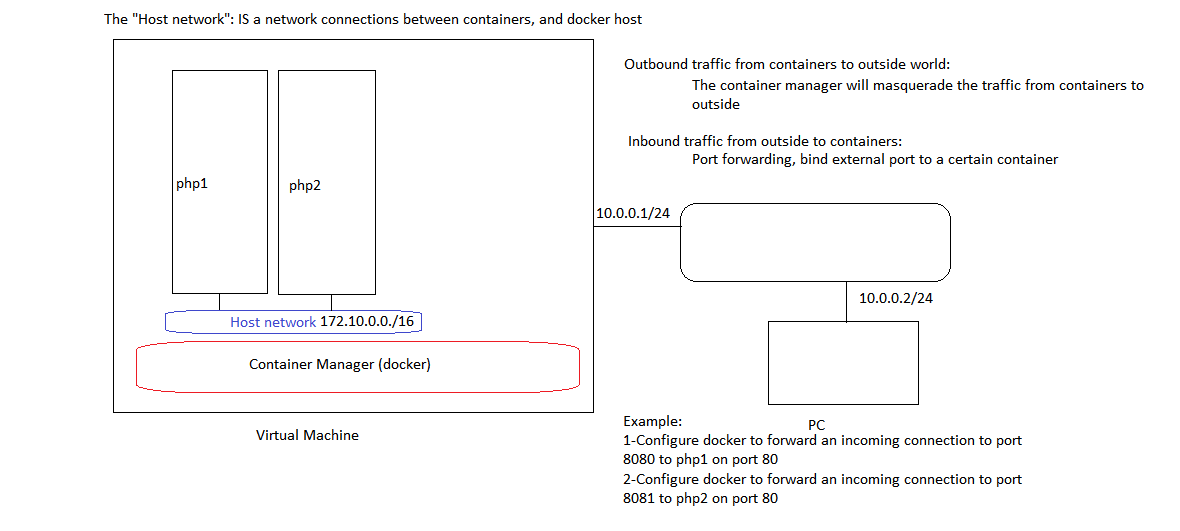 The "Host network": IS a network connections between containers, and docker host
Outbound traffic from containers to outside world:
The container manager will masquerade the traffic from containers to
outside
Inbound traffic from outside to containers:
Port forwarding, bind external port to a certain container
php1
php2
10.0.0.1/24
10.0.0.2/24
Host network 172.10.0.0./16
Container Manager (docker)
Virtual Machine
PC
Example:
1-Configure docker to forward an incoming connection to port
8080 to php1 on port 80
2-Configure docker to forward an incoming connection to port
8081 to php2 on port 80